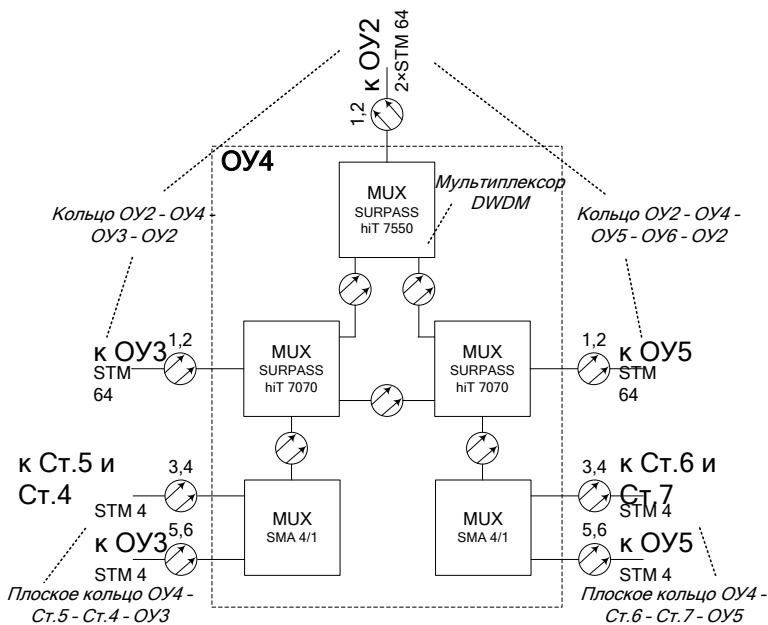 к ОУ2
2×STM 64
1,2
ОУ4
MUX
SURPASS
hiT 7550
Мультиплексор
DWDM
Кольцо ОУ2 - ОУ4 -
ОУ3 - ОУ2
Кольцо ОУ2 - ОУ4 -
ОУ5 - ОУ6 - ОУ2
к ОУ3
STM
64
1,2
MUX
SURPASS
hiT 7070
MUX
SURPASS
hiT 7070
1,2
к ОУ5
STM
64
к Ст.5 и
Ст.4
STM 4
3,4
к ОУ3
STM 4
5,6
MUX
SMA 4/1
MUX
SMA 4/1
3,4
к Ст.6 и
Ст.7
STM 4
5,6
к ОУ5
STM 4
Плоское кольцо ОУ4 -
Ст.5 - Ст.4 - ОУ3
Плоское кольцо ОУ4 -
Ст.6 - Ст.7 - ОУ5